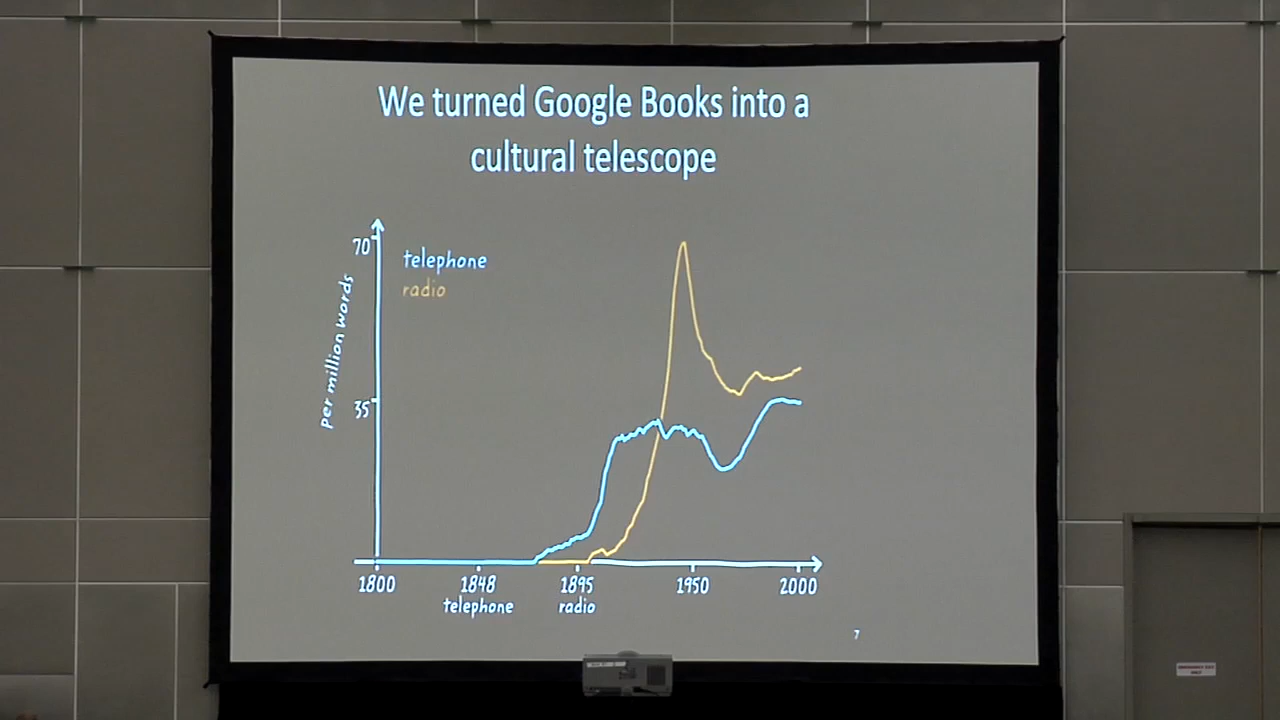 We turned Google Books into a
cultural telescope
70
telephone
radio
per million words
35
1800
1848
1895
1950
2000
telephone
radio
7